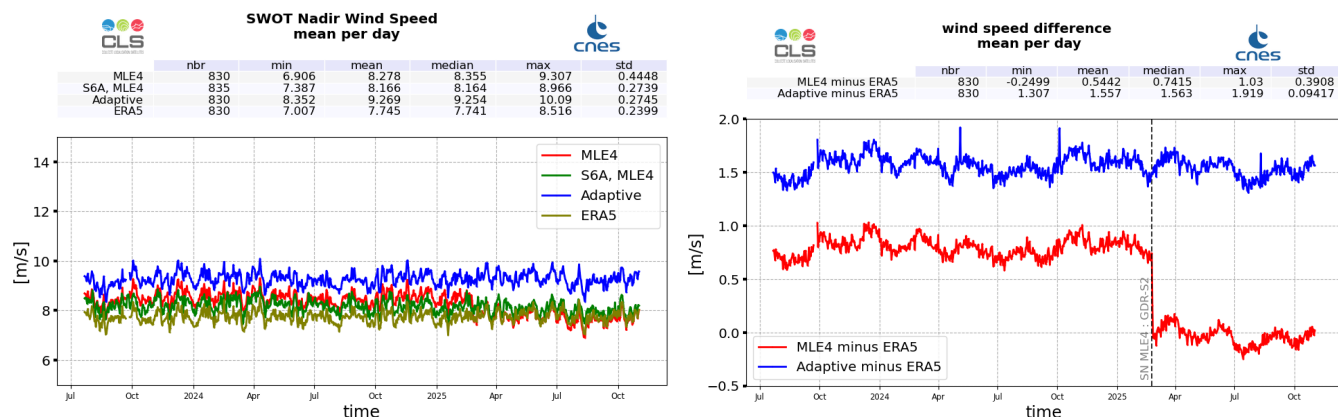 SWOT Nadir Wind Speed
mean per day
CLS
cnes
nbr min mean median max std
MLE4 830 6.906 8.278 8.355 9.307 0.4448
S6A, MLE4 835 7.387 8.166 8.164 8.966 0.2739
Adaptive 830 8.352 9.269 9.254 10.09 0.2745
ERA5 830 7.007 7.745 7.741 8.516 0.2399
14
12
10
8
6
[m/s]
MLE4
S6A, MLE4
Adaptive
ERA5
Jul Oct 2024 Apr Jul Oct 2025 Apr Jul Oct
time
wind speed difference
mean per day
CLS
cnes
nbr min mean median max std
MLE4 minus ERA5 830 -0.2499 0.5442 0.7415 1.03 0.3908
Adaptive minus ERA5 830 1.307 1.557 1.563 1.919 0.09417
2.0
1.5
1.0
0.5
0.0
−0.5
[m/s]
SN MLE4 : GDR-S2
MLE4 minus ERA5
Adaptive minus ERA5
Jul Oct 2024 Apr Jul Oct 2025 Apr Jul Oct
time